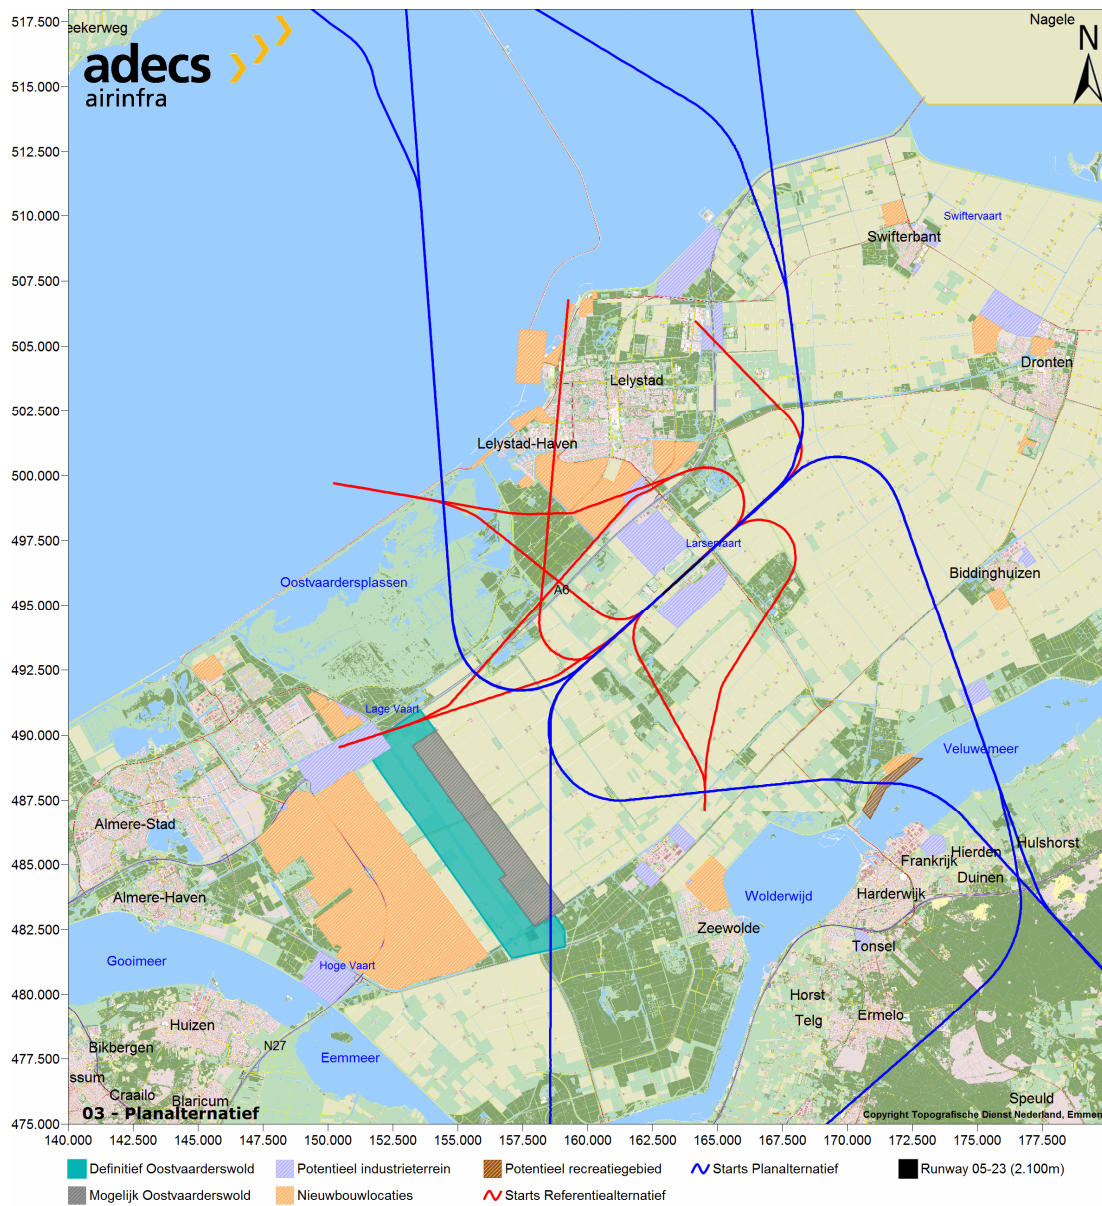 517.500
eekerweg
Nagele
N
adecs
airinfra
515.000
512.500
510.000
Swiftervaart
Swifterbant
507.500
505.000
Dronten
Lelystad
502.500
Lelystad-Haven
500.000
497.500
Larservaart
Oostvaardersplassen
Biddinghuizen
A6
495.000
492.500
Lage Vaart
490.000
Veluwemeer
487.500
Almere-Stad
Hulshorst
Hierden
Frankrijk
485.000
Duinen
Almere-Haven
Wolderwijd
Harderwijk
482.500
Zeewolde
Tonsel
Gooimeer
Hoge Vaart
480.000
Horst
Huizen
Telg
Ermelo
Bikbergen
N27
477.500
Eemmeer
ssum
Craailo
Blaricum
Speuld
03 - Planalternatief
Copyright Topografische Dienst Nederland, Emmen
475.000
140.000 142.500 145.000 147.500 150.000 152.500 155.000 157.500 160.000 162.500 165.000 167.500 170.000 172.500 175.000 177.500
Definitief Oostvaarderswold
Potentieel industrieterrein
Potentieel recreatiegebied
Starts Planalternatief
Runway 05-23 (2.100m)
Mogelijk Oostvaarderswold
Nieuwbouwlocaties
Starts Referentiealternatief